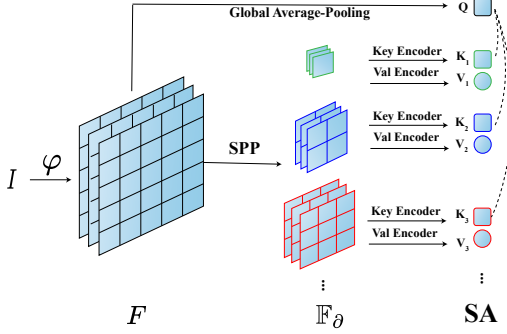 Q
SA
Global Average-Pooling
Key Encoder
K₁
Val Encoder
V₁
Key Encoder
K₂
Val Encoder
V₂
SPP
I
φ
Key Encoder
K₃
Val Encoder
V₃
F
𝔽∂
SA